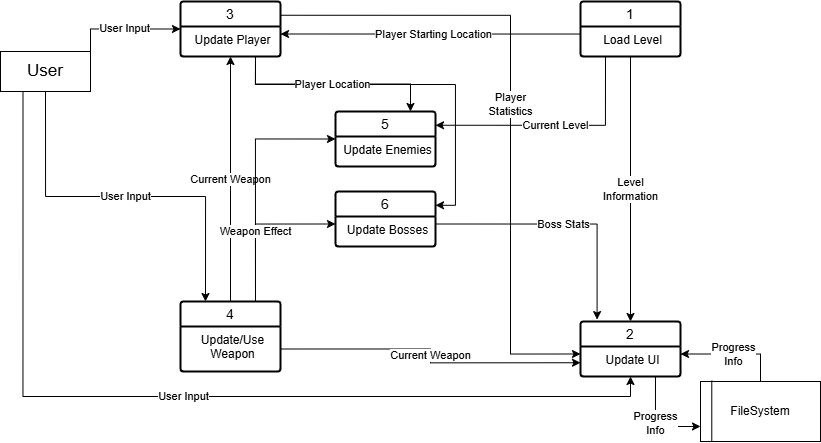 3
Update Player
1
Load Level
User Input
Player Starting Location
User
Player Location
Player
Statistics
5
Update Enemies
Current Level
Current Weapon
Level
Information
User Input
6
Update Bosses
Weapon Effect
Boss Stats
4
Update/Use
Weapon
2
Update UI
Current Weapon
Progress
Info
User Input
Progress
Info
FileSystem